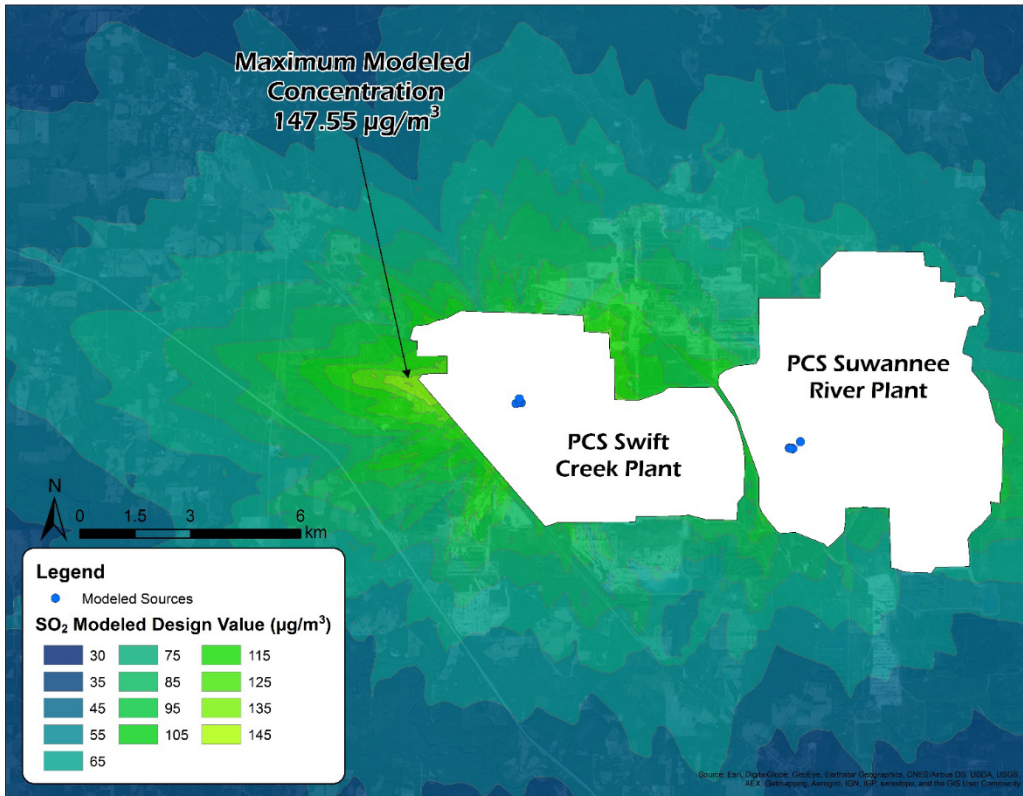 Maximum Modeled
Concentration
147.55 µg/m³
PCS Suwannee
River Plant
PCS Swift
Creek Plant
N
0 1.5 3 6
km
Legend
Modeled Sources
SO₂ Modeled Design Value (µg/m³)
30 75 115
35 85 125
45 95 135
55 105 145
65
Source: Esri, DigitalGlobe, GeoEye, Earthstar Geographics, CNES/Airbus DS, USDA, USGS,
AEX, Getmapping, Aerogrid, IGN, IGP, swisstopo, and the GIS User Community